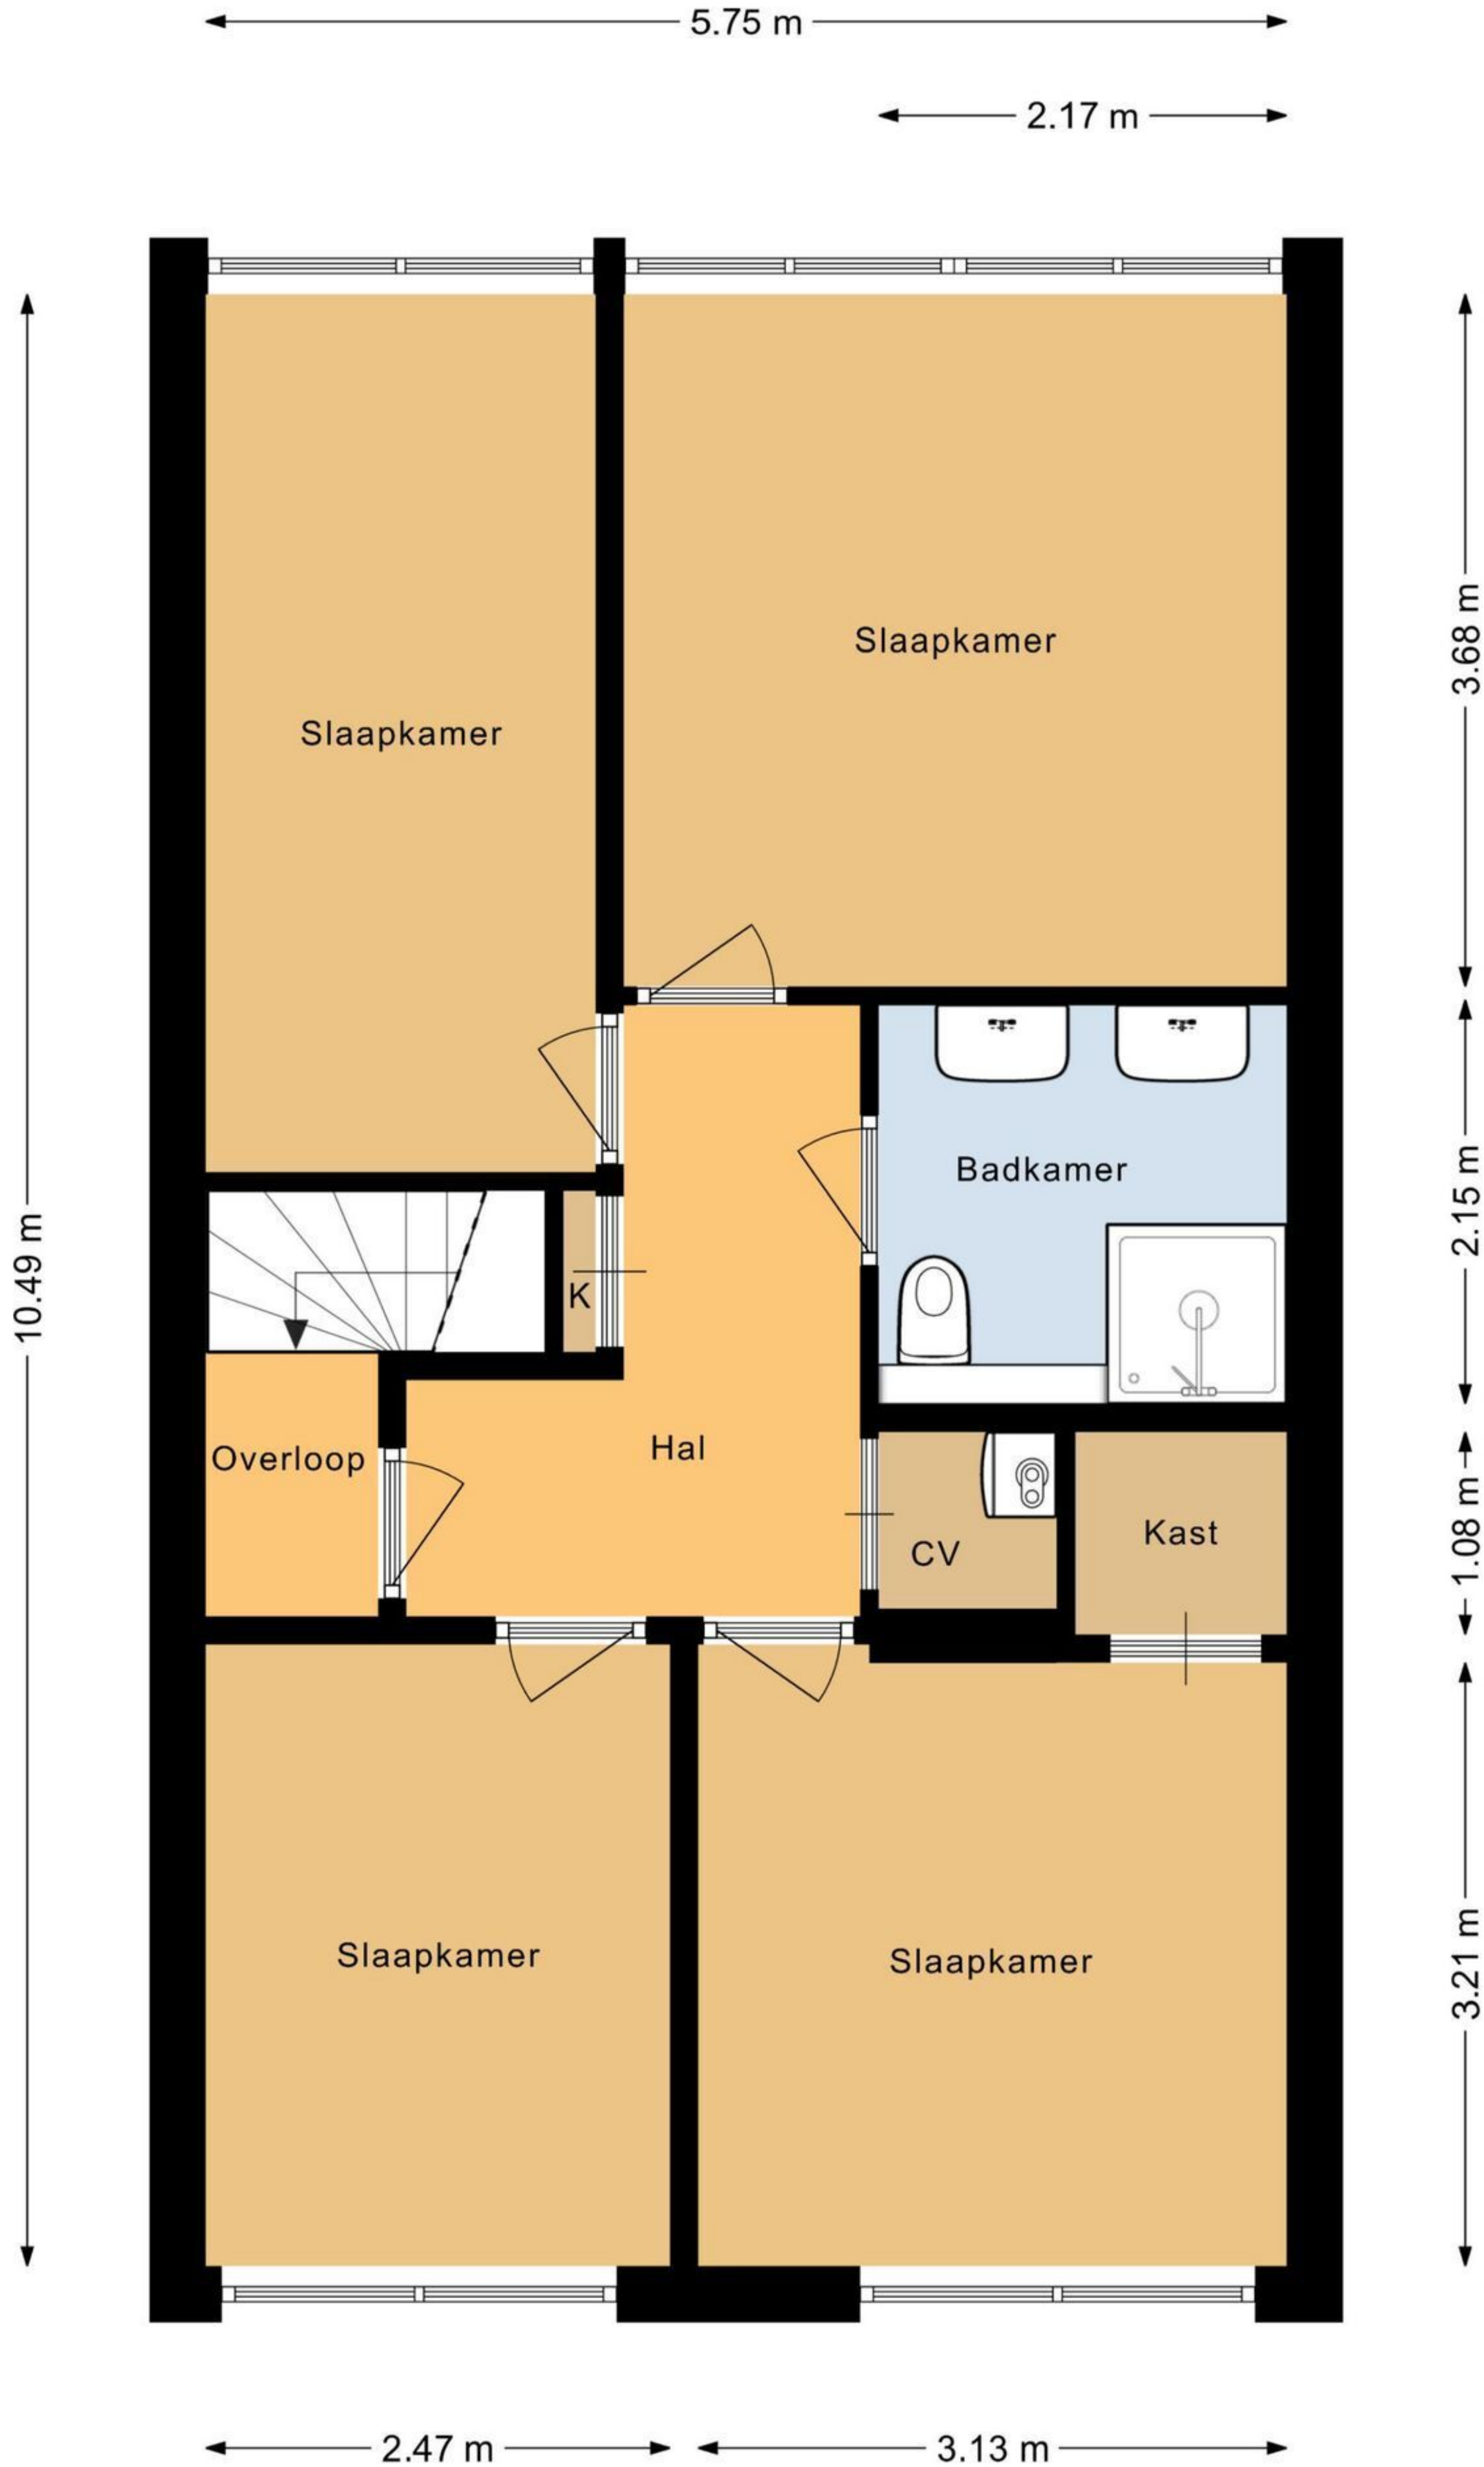 5.75 m
2.17 m
Slaapkamer
3.68 m
Slaapkamer
Badkamer
2.15 m
10.49 m
K
Hal
Overloop
1.08 m
Kast
CV
Slaapkamer
Slaapkamer
3.21 m
2.47 m
3.13 m